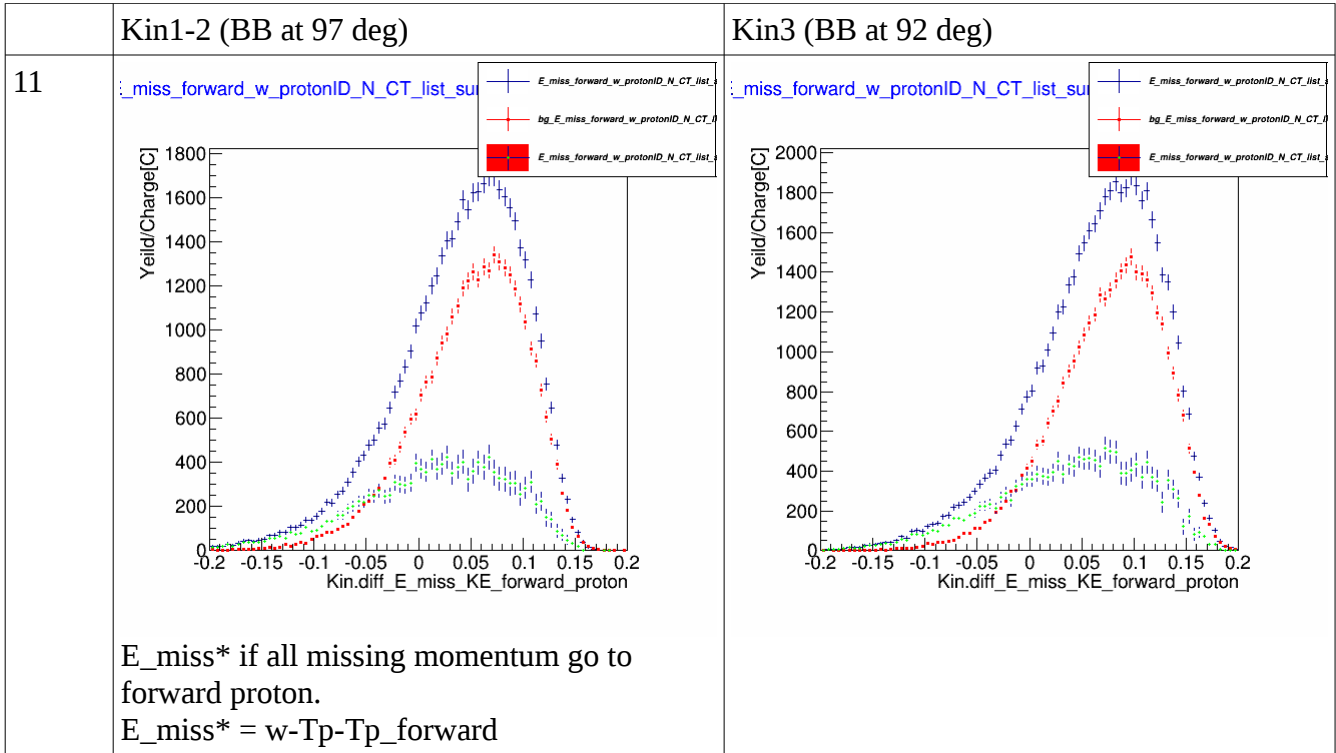 Kin1-2 (BB at 97 deg)
Kin3 (BB at 92 deg)
11
_miss_forward_w_protonID_N_CT_list_su
E_miss_forward_w_protonID_N_CT_list_
bg_E_miss_forward_w_protonID_N_CT_
E_miss_forward_w_protonID_N_CT_list_
Yeild/Charge[C]
1800
1600
1400
1200
1000
800
600
400
200
0
-0.2 -0.15 -0.1 -0.05 0 0.05 0.1 0.15 0.2
Kin.diff_E_miss_KE_forward_proton
_miss_forward_w_protonID_N_CT_list_su
E_miss_forward_w_protonID_N_CT_list_
bg_E_miss_forward_w_protonID_N_CT_
E_miss_forward_w_protonID_N_CT_list_
Yeild/Charge[C]
2000
1800
1600
1400
1200
1000
800
600
400
200
0
-0.2 -0.15 -0.1 -0.05 0 0.05 0.1 0.15 0.2
Kin.diff_E_miss_KE_forward_proton
E_miss* if all missing momentum go to
forward proton.
E_miss* = w-Tp-Tp_forward